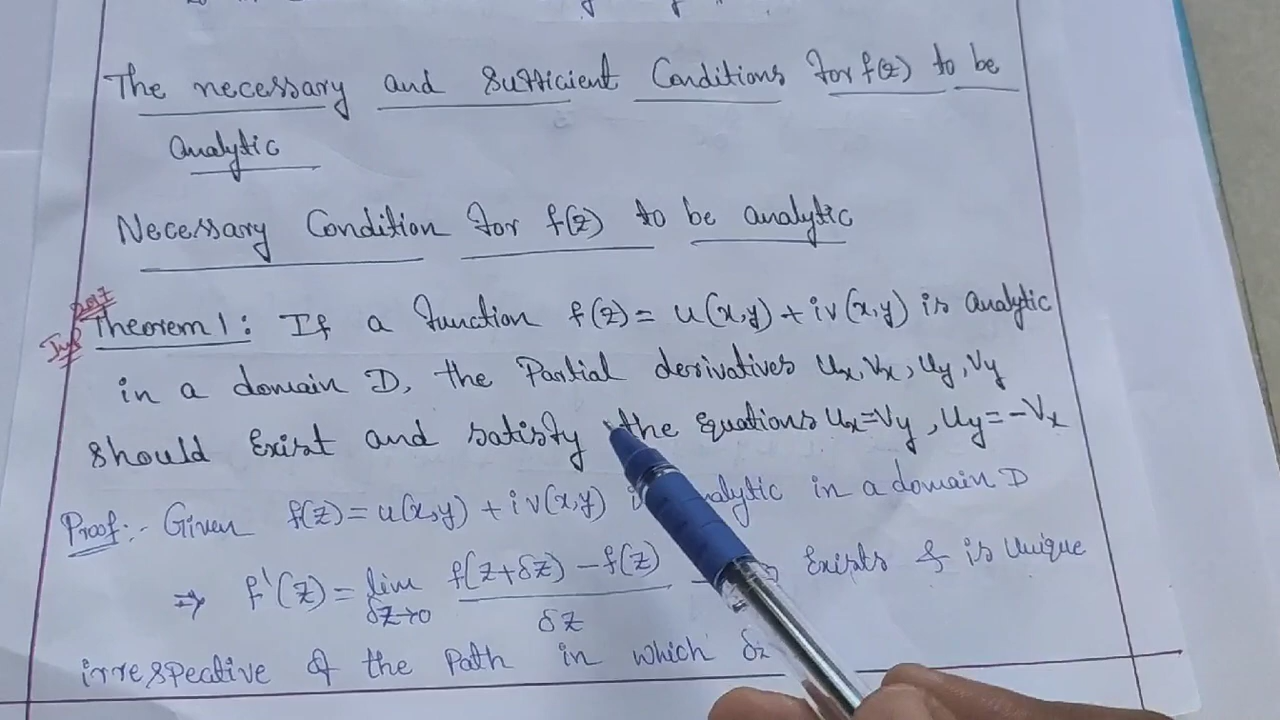 The necessary and Sufficient Conditions for f(z) to be
Analytic
Necessary Condition for f(z) to be analytic
Theorem 1: If a function f(z) = u(x,y) + iv(x,y) is analytic
in a domain D, the Partial derivatives ux, vx, uy, vy
should Exist and satisfy the Equations ux=vy, uy=-vx
Proof:- Given f(z) = u(x,y) + iv(x,y) analytic in a domain D
⇒ f'(z) = lim δz→0 f(z+δz) - f(z) / δz Exists & is Unique
irrespective of the Path in which